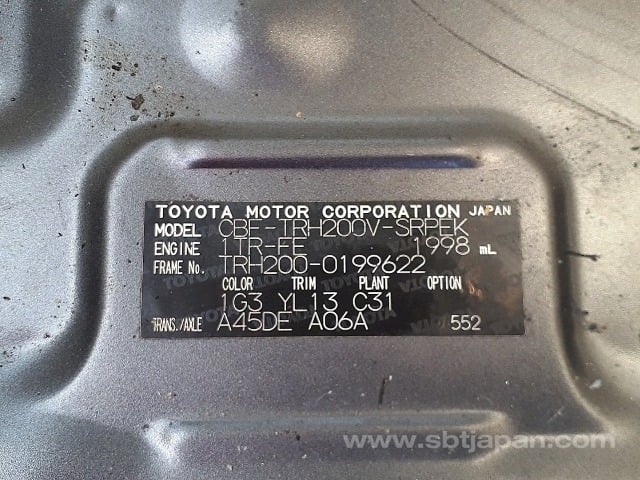 TOYOTA MOTOR CORPORATION JAPAN
MODEL CBF-TRH200V-SRPEK
ENGINE 1TR-FE 1998 mL
FRAME No. TRH200-0199622
COLOR TRIM PLANT OPTION
1G3 YL13 C31
TRANS./AXLE A45DE A06A 552
www.sbtjapan.com